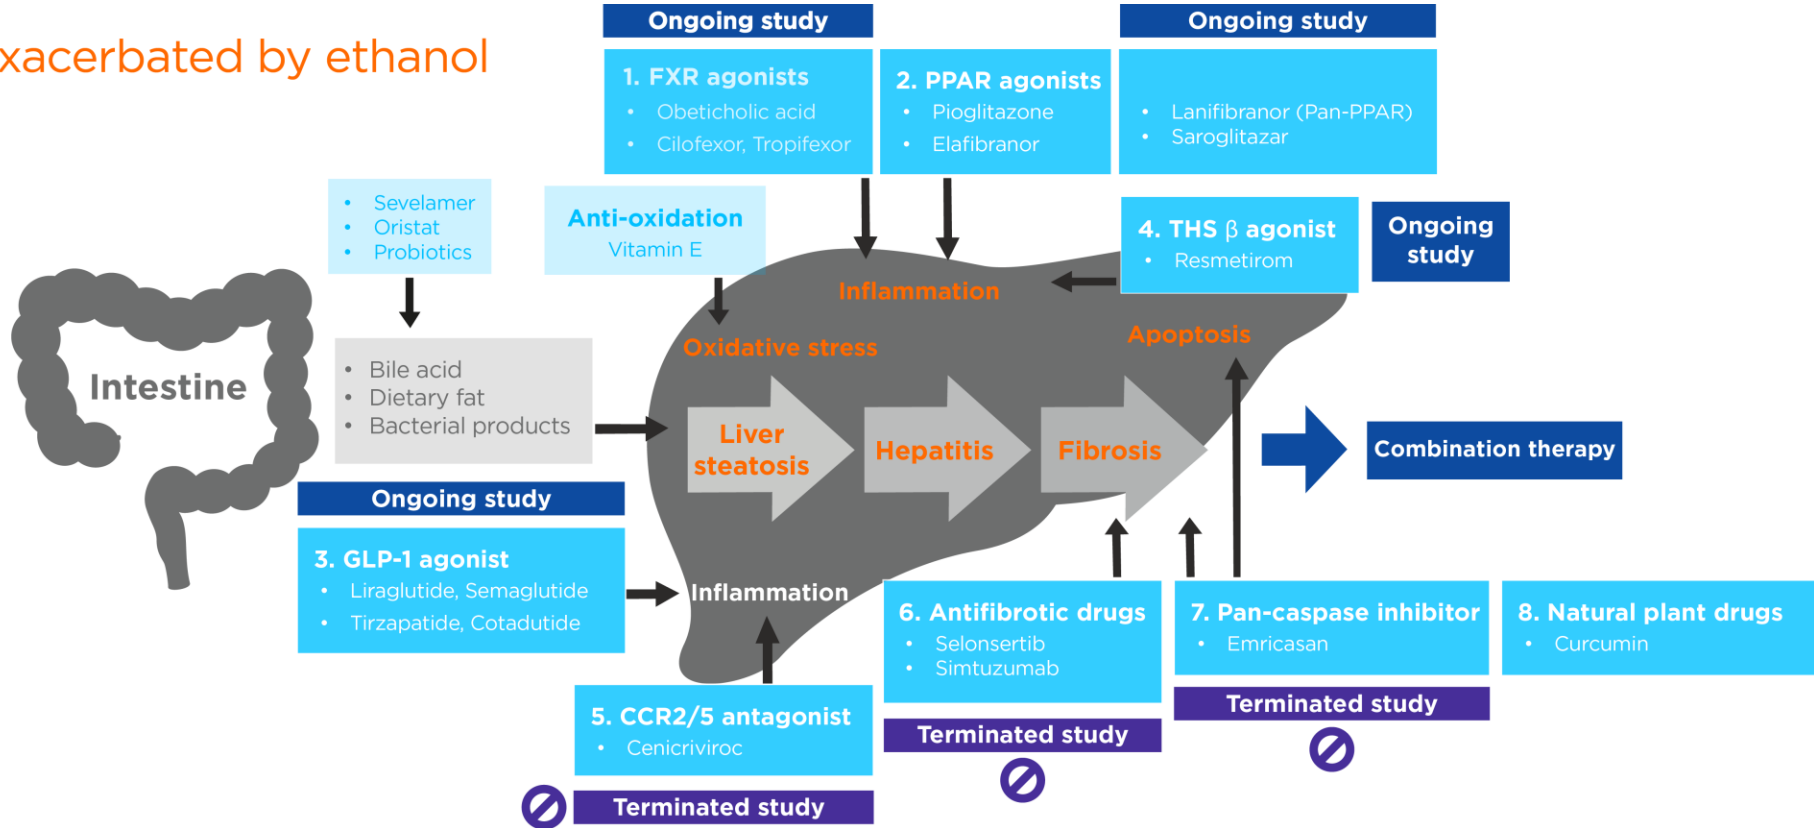 xacerbated by ethanol
Ongoing study
1. FXR agonists
• Obeticholic acid
• Cilofexor, Tropifexor
2. PPAR agonists
• Pioglitazone
• Elafibranor
Ongoing study
• Lanifibranor (Pan-PPAR)
• Saroglitazar
• Sevelamer
• Oristat
• Probiotics
Anti-oxidation
Vitamin E
4. THS β agonist
• Resmetirom
Ongoing
study
Inflammation
Oxidative stress
Apoptosis
Intestine
• Bile acid
• Dietary fat
• Bacterial products
Liver
steatosis
Hepatitis
Fibrosis
Combination therapy
Ongoing study
3. GLP-1 agonist
• Liraglutide, Semaglutide
• Tirzapatide, Cotadutide
Inflammation
5. CCR2/5 antagonist
• Cenicriviroc
Terminated study
6. Antifibrotic drugs
• Selonsertib
• Simtuzumab
Terminated study
7. Pan-caspase inhibitor
• Emricasan
Terminated study
8. Natural plant drugs
• Curcumin